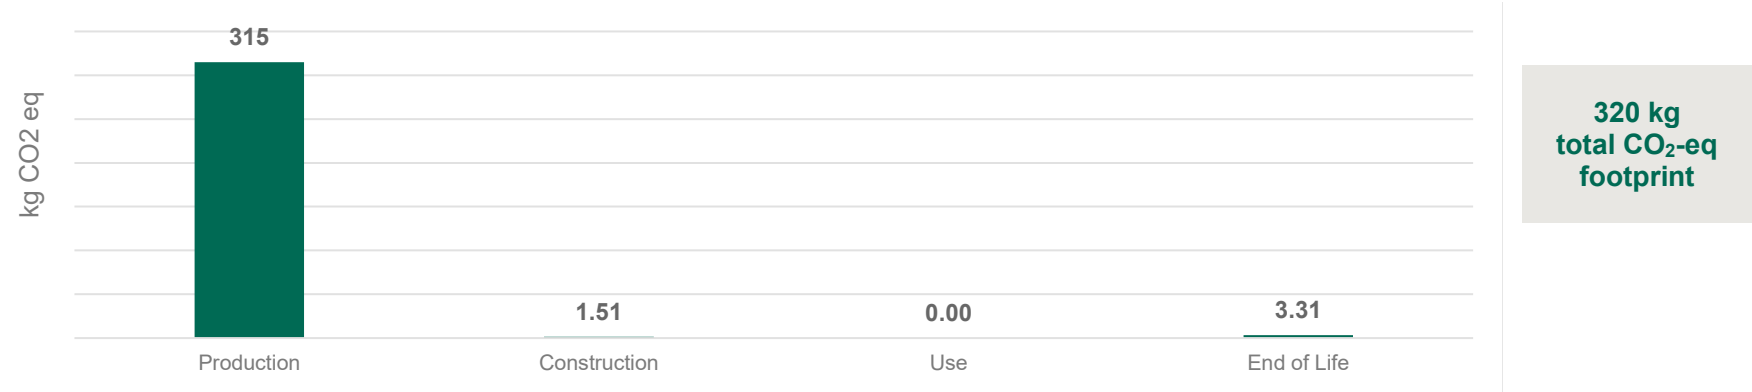 kg CO2 eq
315
1.51
0.00
3.31
Production
Construction
Use
End of Life
320 kg
total CO₂-eq
footprint